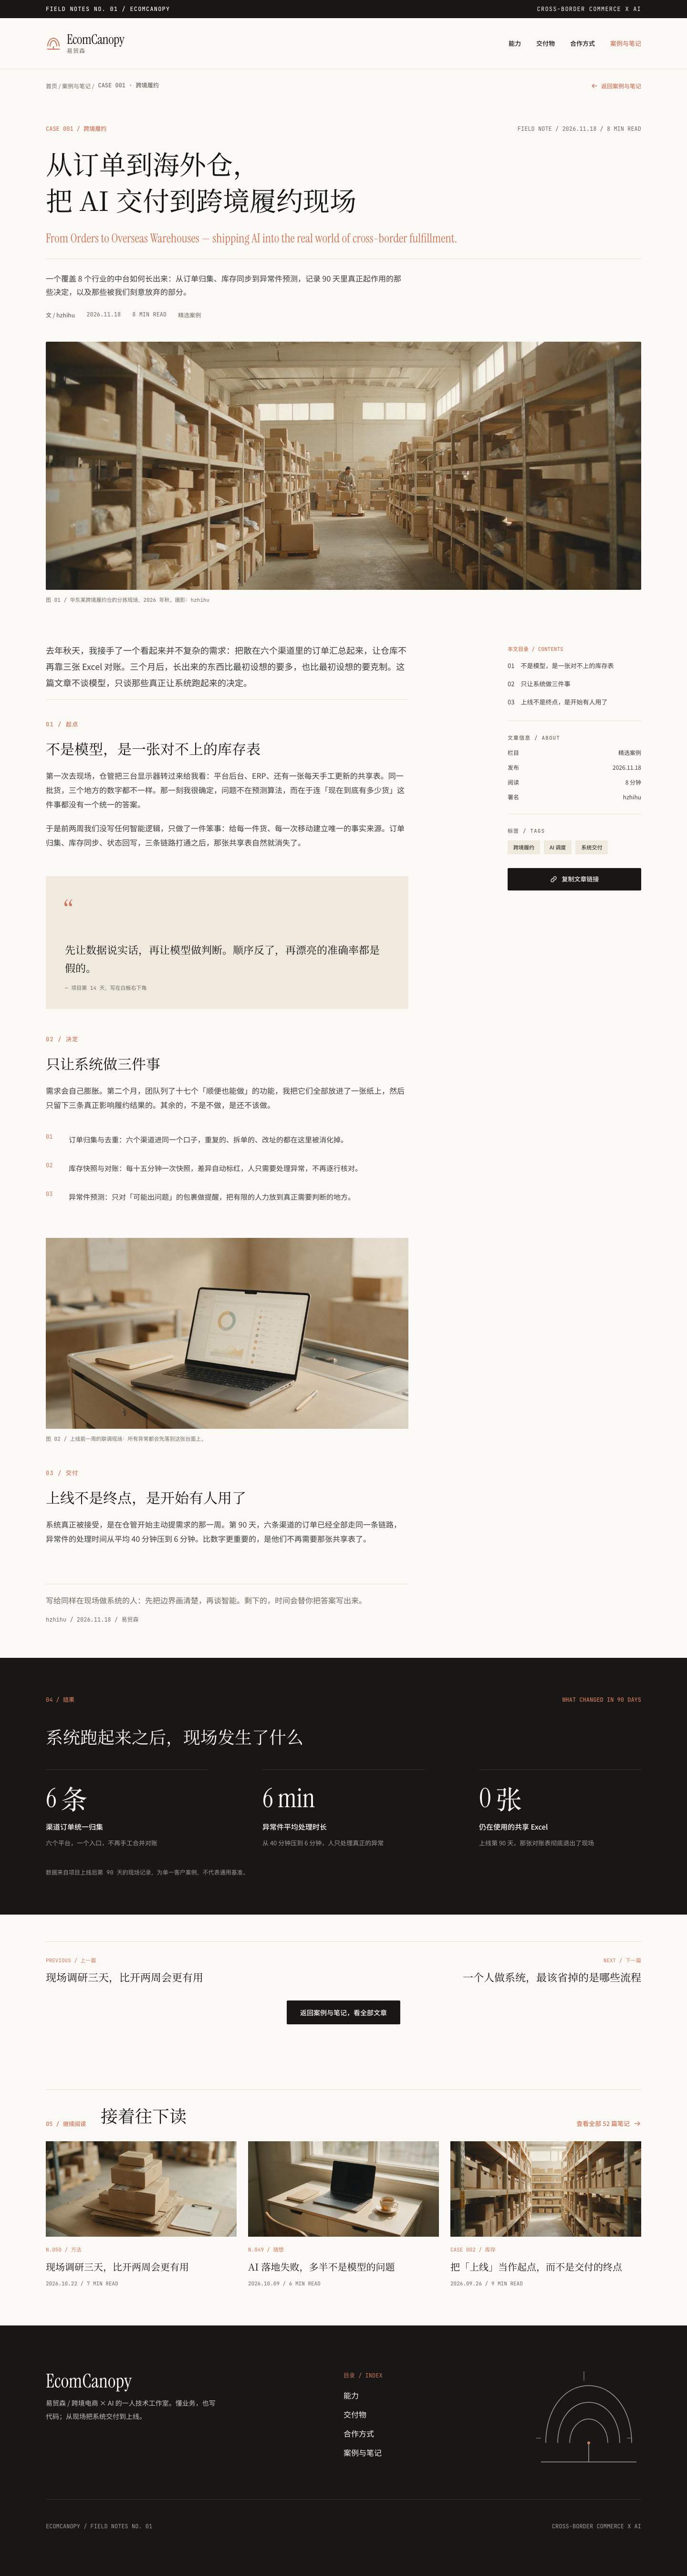 FIELD NOTES NO. 01 / ECOMCANOPY
CROSS-BORDER COMMERCE X AI
EcomCanopy
易贸森
能力
交付物
合作方式
案例与笔记
首页 / 案例与笔记 / CASE 001 · 跨境履约
← 返回案例与笔记
CASE 001 / 跨境履约
FIELD NOTE / 2026.11.18 / 8 MIN READ
从订单到海外仓，
把 AI 交付到跨境履约现场
From Orders to Overseas Warehouses — shipping AI into the real world of cross-border fulfillment.
一个覆盖 8 个行业的中台如何长出来：从订单归集、库存同步到异常件预测，记录 90 天里真正起作用的那
些决定，以及那些被我们刻意放弃的部分。
文 / hzhihu
2026.11.18
8 MIN READ
精选案例
图 01 / 华东某跨境履约仓的分拣现场，2026 年秋。摄影：hzhihu
去年秋天，我接手了一个看起来并不复杂的需求：把散在六个渠道里的订单汇总起来，让仓库不
再靠三张 Excel 对账。三个月后，长出来的东西比最初设想的要多，也比最初设想的要克制。这
篇文章不谈模型，只谈那些真正让系统跑起来的决定。
01 / 起点
不是模型，是一张对不上的库存表
第一次去现场，仓管把三台显示器转过来给我看：平台后台、ERP、还有一张每天手工更新的共享表。同一
批货，三个地方的数字都不一样。那一刻我很确定，问题不在预测算法，而在于连「现在到底有多少货」这
件事都没有一个统一的答案。
于是前两周我们没写任何智能逻辑，只做了一件笨事：给每一件货、每一次移动建立唯一的事实来源。订单
归集、库存同步、状态回写，三条链路打通之后，那张共享表自然就消失了。
“
先让数据说实话，再让模型做判断。顺序反了，再漂亮的准确率都是
假的。
— 项目第 14 天，写在白板右下角
02 / 决定
只让系统做三件事
需求会自己膨胀。第二个月，团队列了十七个「顺便也能做」的功能，我把它们全部放进了一张纸上，然后
只留下三条真正影响履约结果的。其余的，不是不做，是还不该做。
01 订单归集与去重：六个渠道进同一个口子，重复的、拆单的、改址的都在这里被消化掉。
02 库存快照与对账：每十五分钟一次快照，差异自动标红，人只需要处理异常，不再逐行核对。
03 异常件预测：只对「可能出问题」的包裹做提醒，把有限的人力放到真正需要判断的地方。
图 02 / 上线前一周的联调现场：所有异常都会先落到这张台面上。
03 / 交付
上线不是终点，是开始有人用了
系统真正被接受，是在仓管开始主动提需求的那一周。第 90 天，六条渠道的订单已经全部走同一条链路，
异常件的处理时间从平均 40 分钟压到 6 分钟。比数字更重要的，是他们不再需要那张共享表了。
写给同样在现场做系统的人：先把边界画清楚，再谈智能。剩下的，时间会替你把答案写出来。
hzhihu / 2026.11.18 / 易贸森
本文目录 / CONTENTS
01 不是模型，是一张对不上的库存表
02 只让系统做三件事
03 上线不是终点，是开始有人用了
文章信息 / ABOUT
栏目 精选案例
发布 2026.11.18
阅读 8 分钟
署名 hzhihu
标签 / TAGS
跨境履约
AI 调度
系统交付
复制文章链接
04 / 结果
WHAT CHANGED IN 90 DAYS
系统跑起来之后，现场发生了什么
6 条
渠道订单统一归集
六个平台，一个入口，不再手工合并对账
6 min
异常件平均处理时长
从 40 分钟压到 6 分钟，人只处理真正的异常
0 张
仍在使用的共享 Excel
上线第 90 天，那张对账表彻底退出了现场
数据来自项目上线后第 90 天的现场记录，为单一客户案例，不代表通用基准。
PREVIOUS / 上一篇
现场调研三天，比开两周会更有用
NEXT / 下一篇
一个人做系统，最该省掉的是哪些流程
返回案例与笔记，看全部文章
05 / 继续阅读
接着往下读
查看全部 52 篇笔记 →
N.050 / 方法
现场调研三天，比开两周会更有用
2026.10.22 / 7 MIN READ
N.049 / 随想
AI 落地失败，多半不是模型的问题
2026.10.09 / 6 MIN READ
CASE 002 / 库存
把「上线」当作起点，而不是交付的终点
2026.09.26 / 9 MIN READ
EcomCanopy
易贸森 / 跨境电商 × AI 的一人技术工作室。懂业务，也写
代码；从现场把系统交付到上线。
目录 / INDEX
能力
交付物
合作方式
案例与笔记
ECOMCANOPY / FIELD NOTES NO. 01
CROSS-BORDER COMMERCE X AI